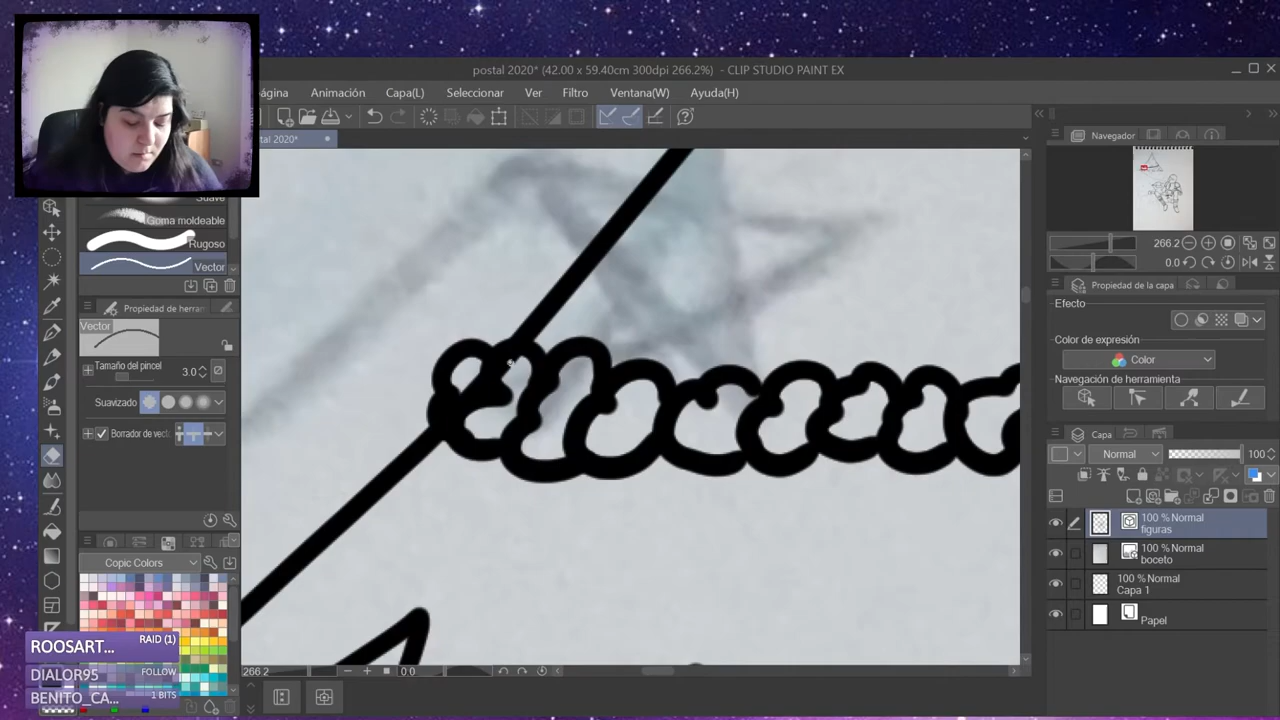 postal 2020* (42.00 x 59.40cm 300dpi 266.2%) - CLIP STUDIO PAINT EX
ágina Animación Capa(L) Seleccionar Ver Filtro Ventana(W) Ayuda(H)
tal 2020*
Navegador
Suave
Goma moldeable
Rugoso
Vector
266.2
0.0
Propiedad de la capa
Propiedad de herrar
Efecto
Vector
Color de expresión
Color
Tamaño del pincel 3.0
Navegación de herramienta
Suavizado
Borrador de vect
Capa
Normal 100
100 % Normal
figuras
100 % Normal
boceto
100 % Normal
Capa 1
Papel
Copic Colors
ROOSART... RAID (1)
DIALOR95 FOLLOW
BENITO_CA... 1 BITS
266.2 0.0